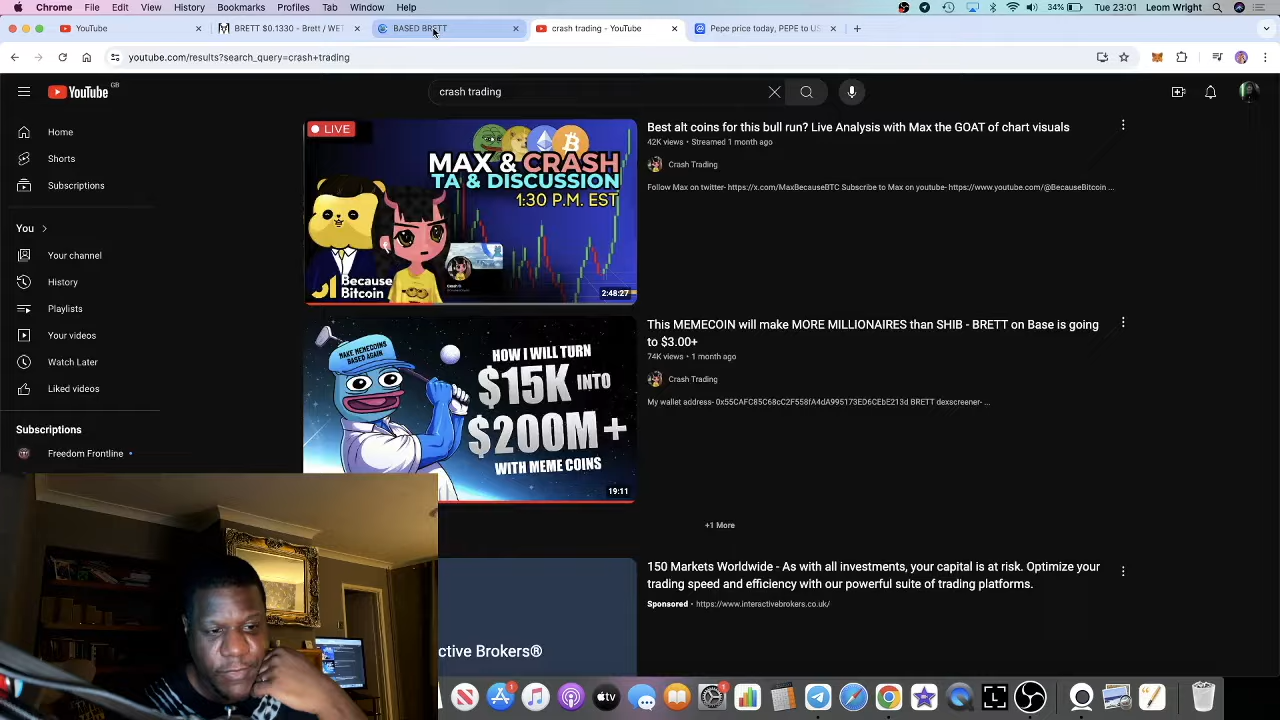 Chrome File Edit View History Bookmarks Profiles Tab Window Help
34% Tue 23:01 Leom Wright
YouTube
BRETT $0.1330 - Brett / WET
BASED BRETT
crash trading - YouTube
Pepe price today, PEPE to US
youtube.com/results?search_query=crash+trading
YouTube GB
crash trading
Home
Shorts
Subscriptions
You
Your channel
History
Playlists
Your videos
Watch Later
Liked videos
Subscriptions
Freedom Frontline
LIVE
MAX & CRASH
TA & DISCUSSION
1:30 P.M. EST
Because
Bitcoin
2:48:27
Best alt coins for this bull run? Live Analysis with Max the GOAT of chart visuals
42K views • Streamed 1 month ago
Crash Trading
Follow Max on twitter- https://x.com/MaxBecauseBTC Subscribe to Max on youtube- https://www.youtube.com/@BecauseBitcoin ...
MAKE MEMECOINS
BASED AGAIN
HOW I WILL TURN
$15K INTO
$200M+
WITH MEME COINS
19:11
This MEMECOIN will make MORE MILLIONAIRES than SHIB - BRETT on Base is going
to $3.00+
74K views • 1 month ago
Crash Trading
My wallet address- 0x55CAFC85C68cC2F558fA4dA995173ED6CEbE213d BRETT dexscreener- ...
+1 More
150 Markets Worldwide - As with all investments, your capital is at risk. Optimize your
trading speed and efficiency with our powerful suite of trading platforms.
Sponsored • https://www.interactivebrokers.co.uk/
ctive Brokers®
tv